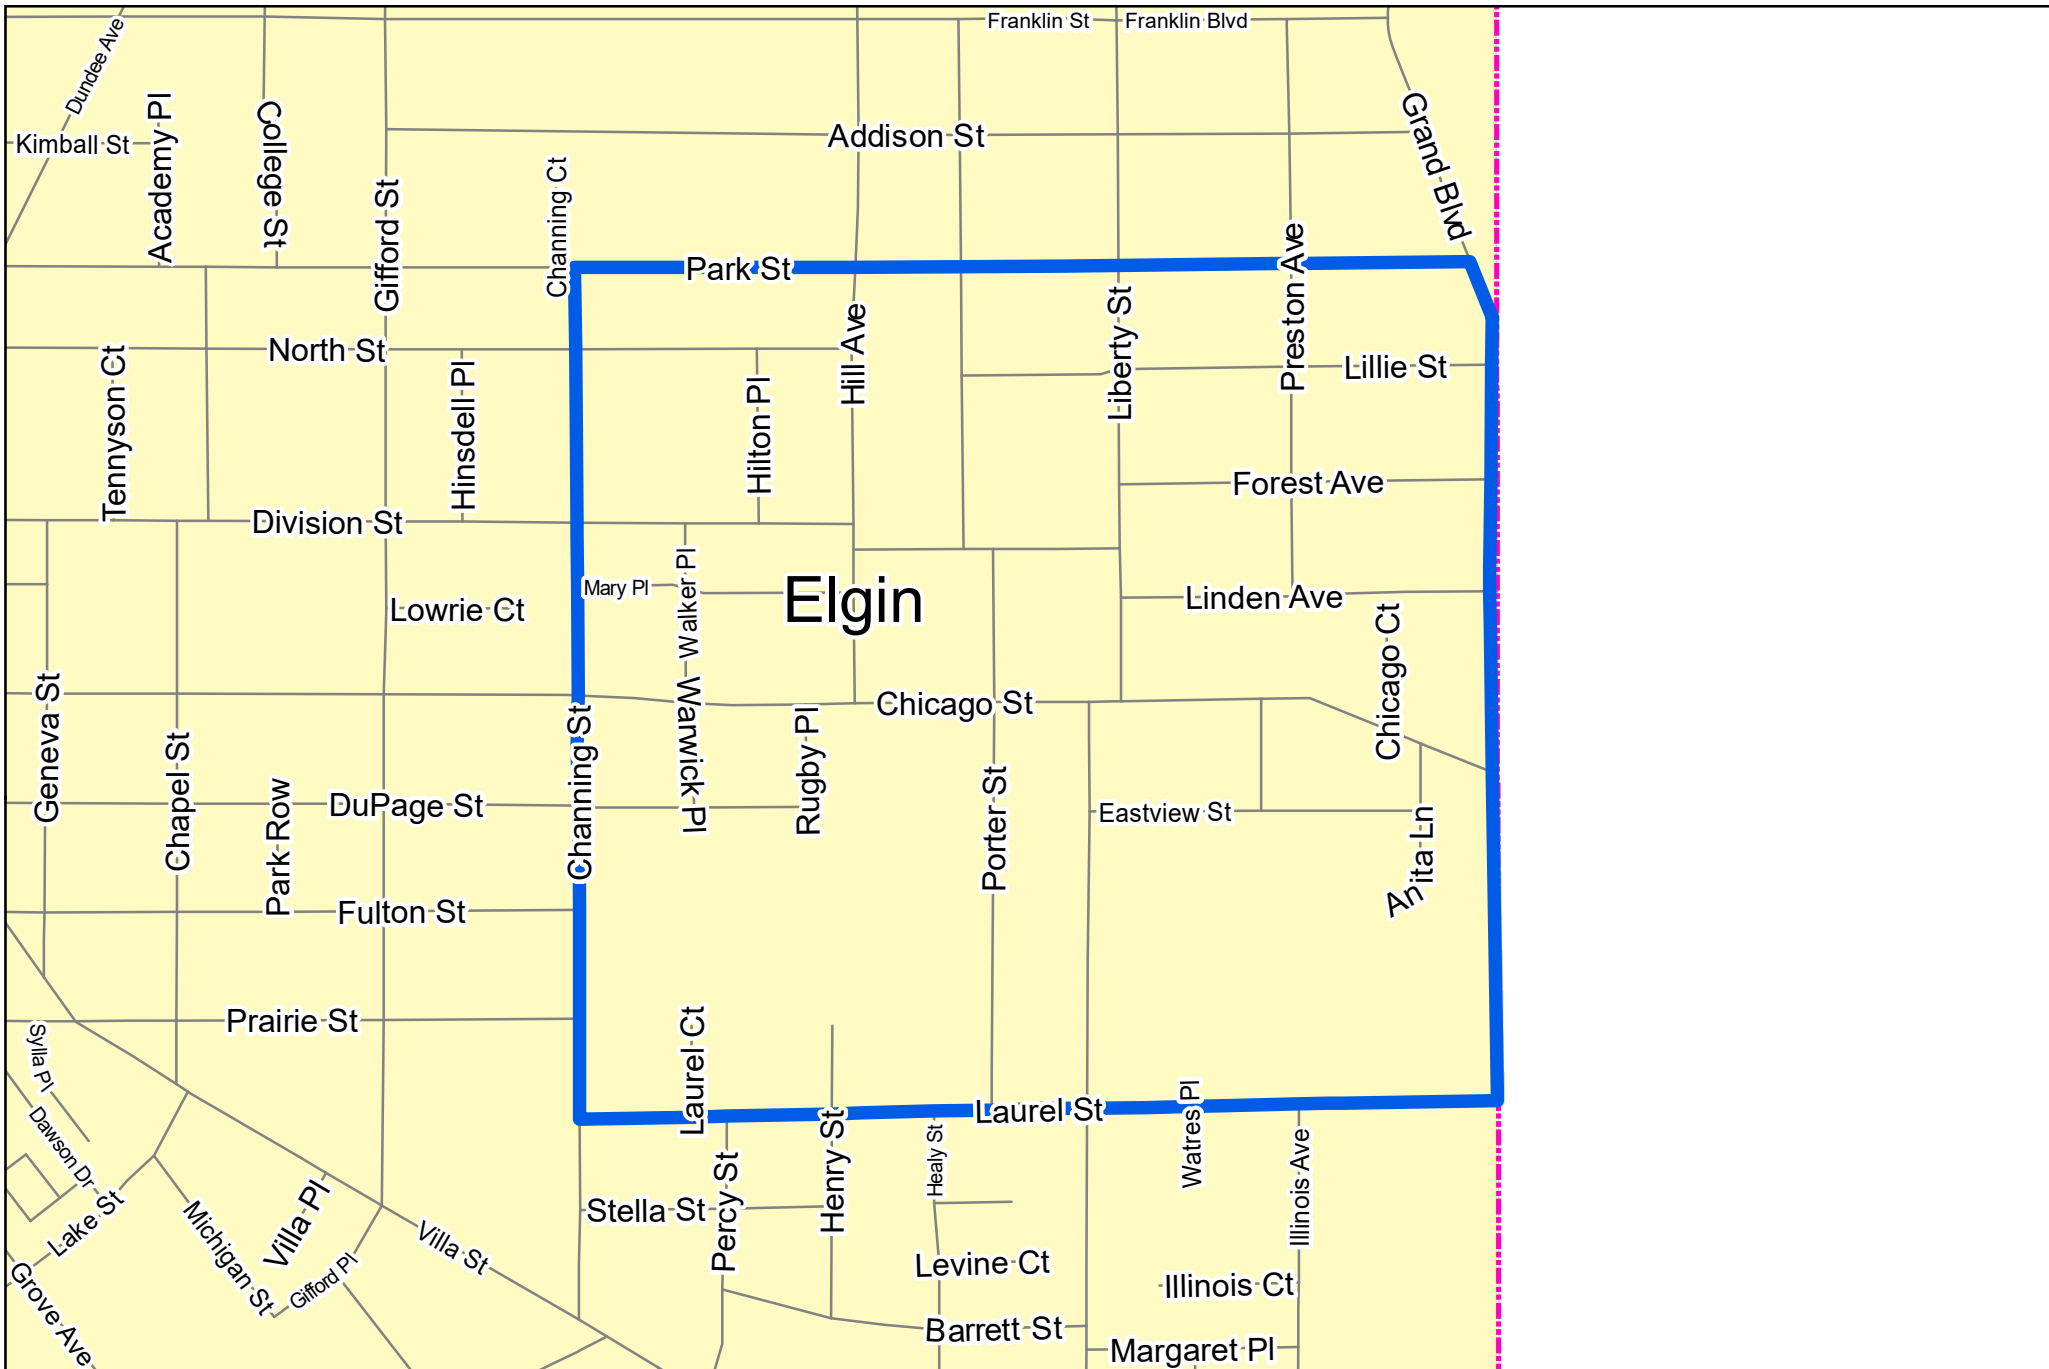 Franklin St
Franklin Blvd
Dundee Ave
Kimball St
Academy Pl
College St
Gifford St
Channing Ct
Addison St
Grand Blvd
Park St
Preston Ave
Liberty St
Hill Ave
North St
Tennyson Ct
Hinsdell Pl
Hilton Pl
Lillie St
Forest Ave
Division St
Mary Pl
Walker Pl
Elgin
Linden Ave
Lowrie Ct
Chicago Ct
Geneva St
Chapel St
Park Row
Channing St
Warwick Pl
Rugby Pl
Chicago St
Porter St
DuPage St
Eastview St
Anita Ln
Fulton St
Prairie St
Laurel Ct
Sylla Pl
Dawson Dr
Laurel St
Watres Pl
Henry St
Healy St
Illinois Ave
Percy St
Stella St
Lake St
Michigan St
Villa Pl
Gifford Pl
Villa St
Levine Ct
Illinois Ct
Grove Ave
Barrett St
Margaret Pl